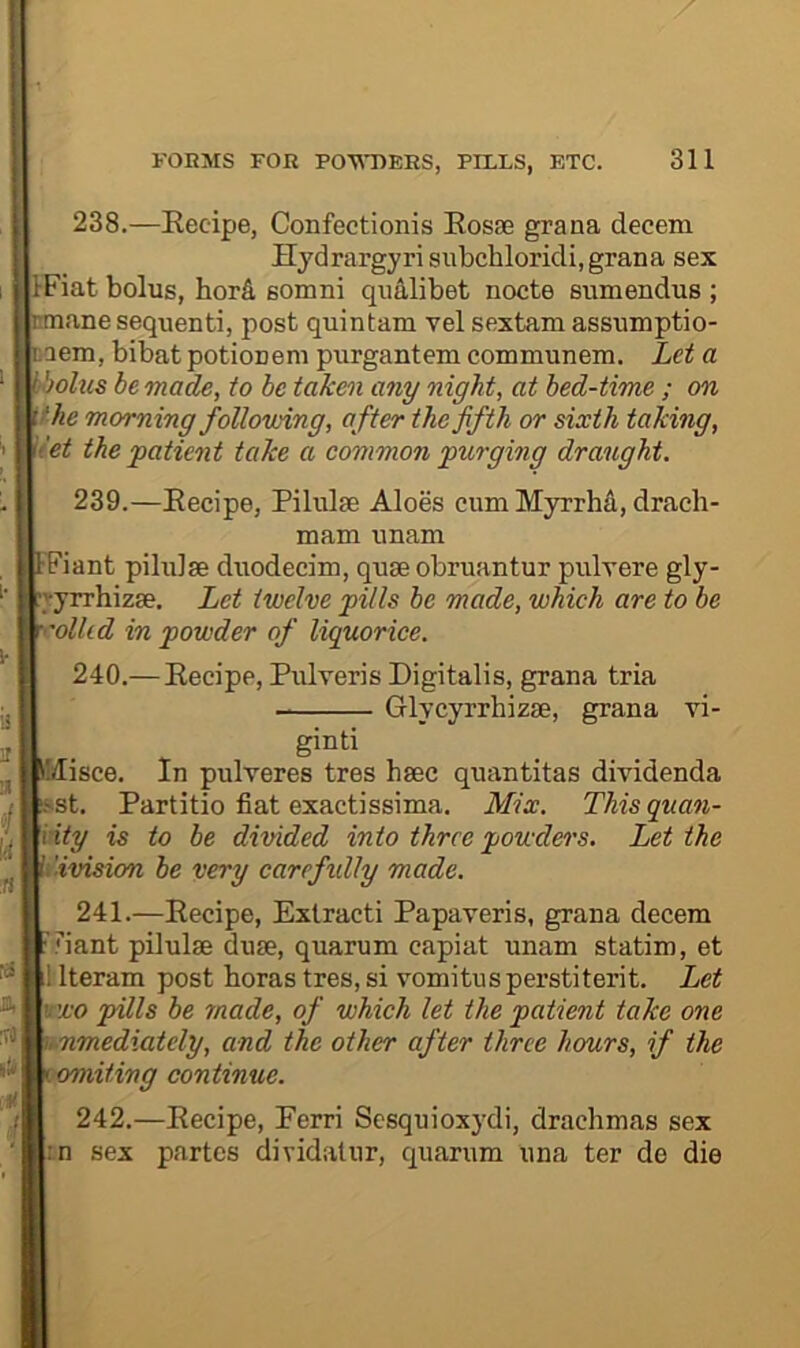 FORMS FOR POWDERS, PILLS, ETC. 311
238.—Recipe, Confectionis Rosæ grana decem
Hydrargyri subchloridi, grana sex
Fiat bolus, horâ somni quâlibet nocte sumendus ;
mane sequenti, post quintam vel sextam assumptio-
nem, bibat potionem purgantem communem. Let a
bolus be made, to be taken any night, at bed-time ; on
the morning following, after the fifth or sixth taking,
let the patient take a common purging draught.
239.—Recipe, Pilulæ Aloës cum Myrrhâ, drach-
mam unam
Fiant pilulæ duodecim, quæ obruantur pulvere gly-
yrrhizæ. Let twelve pills be made, which are to be
rolled in powder of liquorice.
240.—Recipe, Pulveris Digitalis, grana tria
—— Glycyrrhizæ, grana vi-
ginti
Misce. In pulveres tres hæc quantitas dividenda
st. Partitio fiat exactissima. Mix. This quan-
ity is to be divided into three powders. Let the
ivision be very carefully made.
241.—Recipe, Extracti Papaveris, grana decem
Fiant pilulæ duæ, quarum capiat unam statim, et
lteram post horas tres, si vomitus perstiterit. Let
wo pills be made, of which let the patient take one
mmediately, and the other after three hours, if the
omiting continue.
242.—Recipe, Ferri Sesquioxydi, drachmas sex
n sex partes dividatur, quarum una ter de die